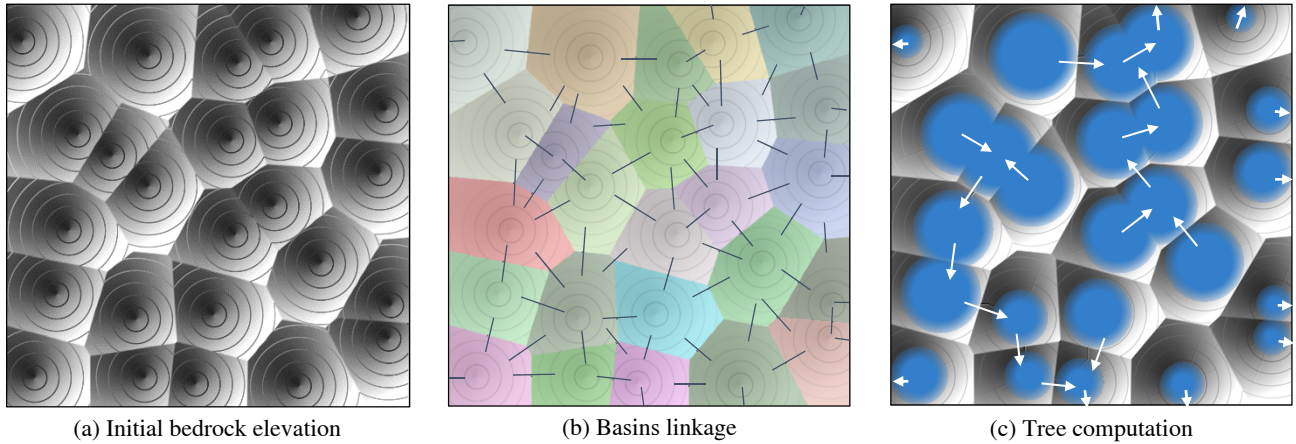 (a) Initial bedrock elevation
(b) Basins linkage
(c) Tree computation